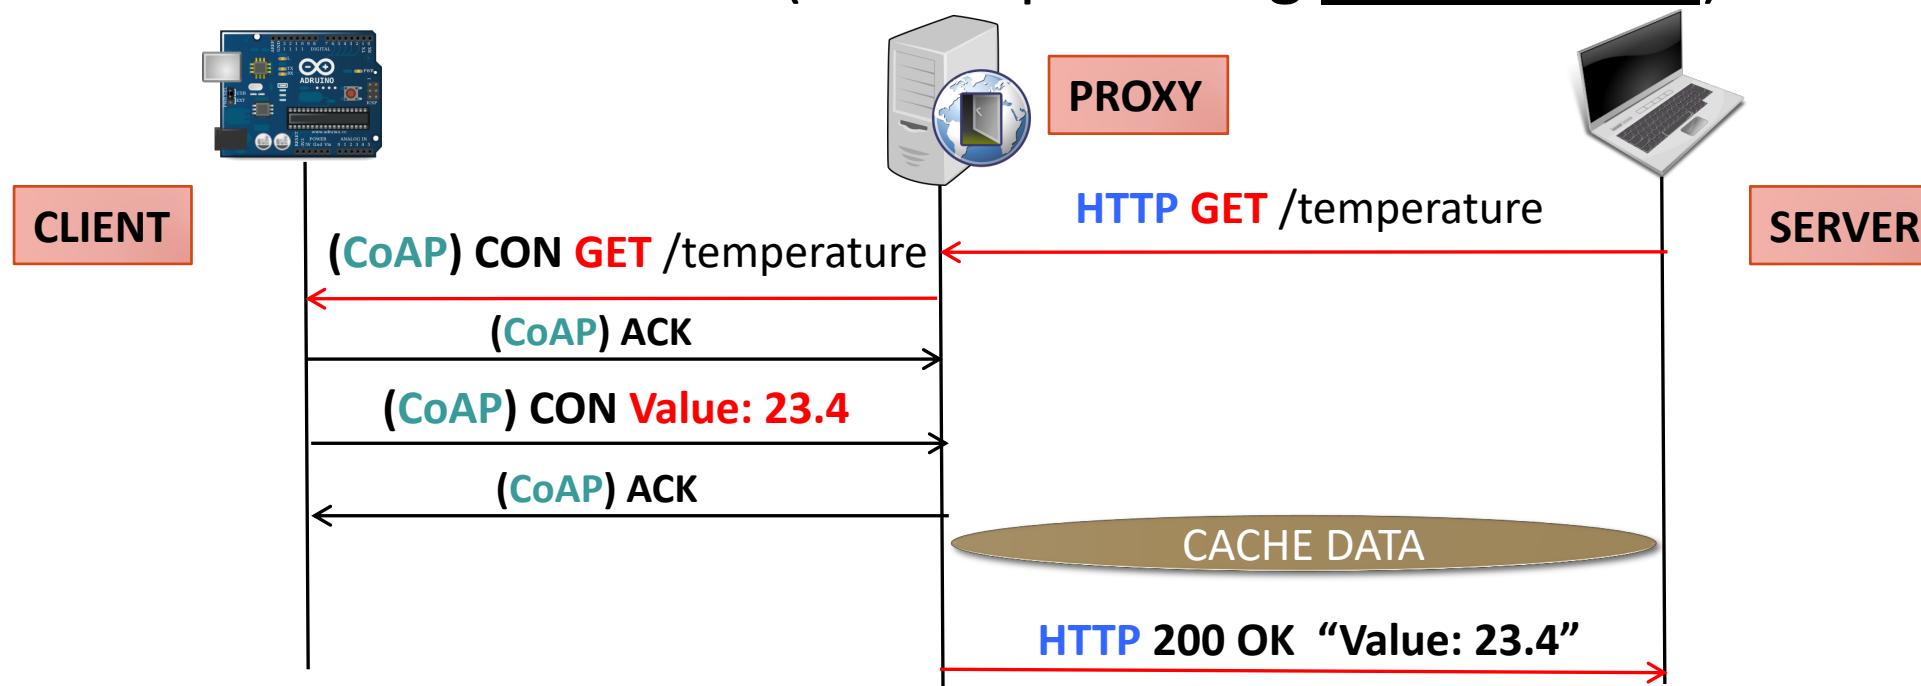 ADRUINO
PROXY
HTTP GET /temperature
CLIENT
SERVER
(CoAP) CON GET /temperature
(CoAP) ACK
(CoAP) CON Value: 23.4
(CoAP) ACK
CACHE DATA
HTTP 200 OK “Value: 23.4”